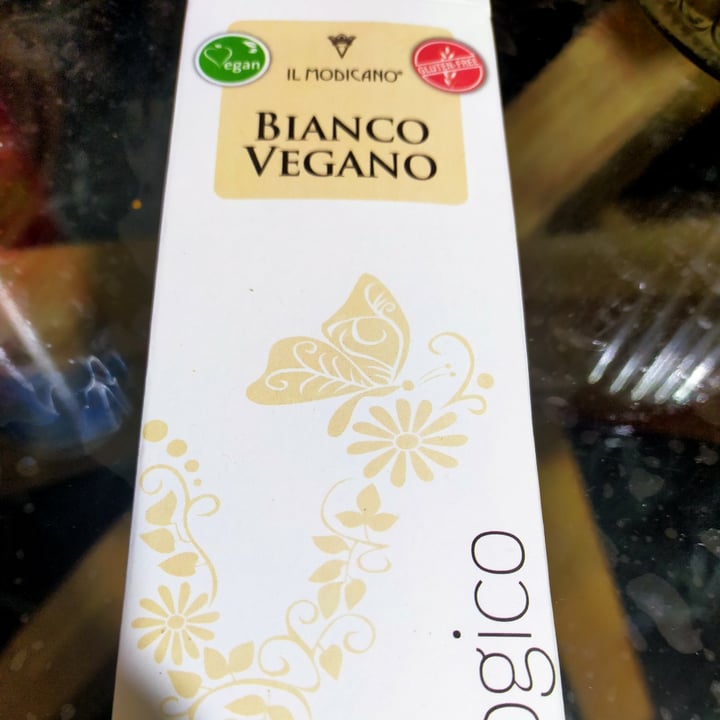 Vegan
IL MODICANO®
GLUTEN-FREE
BIANCO
VEGANO
ogico